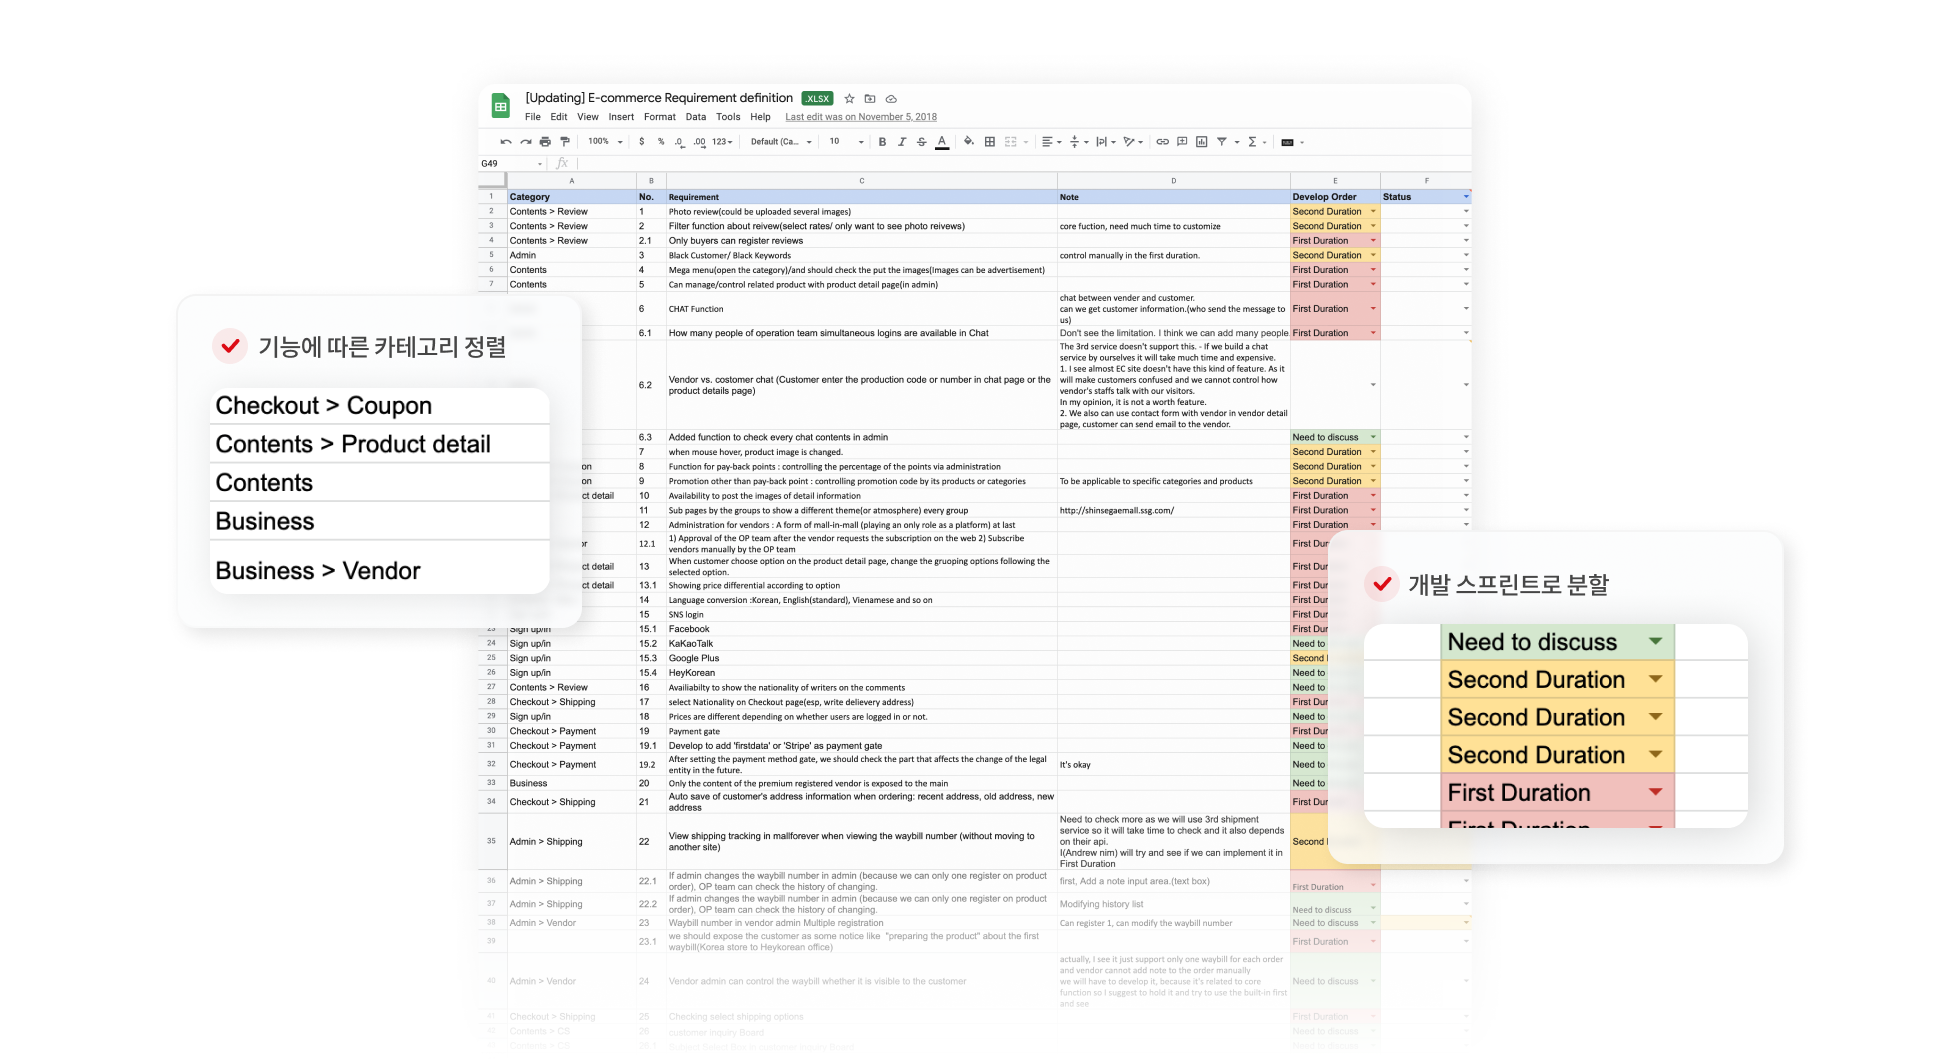 [Updating] E-commerce Requirement definition .XLSX
File Edit View Insert Format Data Tools Help Last edit was on November 5, 2018
100% $ % .0 .00 123 Default (Ca... 10 B I S A
G49 fx
A B C D E F
1 Category No. Requirement Note Develop Order Status
2 Contents > Review 1 Photo review(could be uploaded several images) Second Duration
3 Contents > Review 2 Filter function about reivew(select rates/ only want to see photo reivews) core fuction, need much time to customize Second Duration
4 Contents > Review 2.1 Only buyers can register reviews First Duration
5 Admin 3 Black Customer/ Black Keywords control manually in the first duration. Second Duration
6 Contents 4 Mega menu(open the category)/and should check the put the images(Images can be advertisement) First Duration
7 Contents 5 Can manage/control related product with product detail page(in admin) First Duration
6 CHAT Function
chat between vender and customer.
can we get customer information.(who send the message to
us)
First Duration
6.1 How many people of operation team simultaneous logins are available in Chat Don't see the limitation. I think we can add many people. First Duration
6.2 Vendor vs. costomer chat (Customer enter the production code or number in chat page or the
product details page)
The 3rd service doesn't support this. - If we build a chat
service by ourselves it will take much time and expensive.
1. I see almost EC site doesn't have this kind of feature. As it
will make customers confused and we cannot control how
vendor's staffs talk with our visitors.
In my opinion, it is not a worth feature.
2. We also can use contact form with vendor in vendor detail
page, customer can send email to the vendor.
6.3 Added function to check every chat contents in admin Need to discuss
7 when mouse hover, product image is changed. Second Duration
on 8 Function for pay-back points : controlling the percentage of the points via administration Second Duration
on 9 Promotion other than pay-back point : controlling promotion code by its products or categories To be applicable to specific categories and products Second Duration
ct detail 10 Availability to post the images of detail information First Duration
11 Sub pages by the groups to show a different theme(or atmosphere) every group http://shinsegaemall.ssg.com/ First Duration
12 Administration for vendors : A form of mall-in-mall (playing an only role as a platform) at last First Duration
or 12.1 1) Approval of the OP team after the vendor requests the subscription on the web 2) Subscribe
vendors manually by the OP team
First Dur
ct detail 13 When customer choose option on the product detail page, change the gruoping options following the
selected option.
First Dur
ct detail 13.1 Showing price differential according to option First Dur
14 Language conversion :Korean, English(standard), Vienamese and so on First Dur
15 SNS login First Dur
23 Sign up/in 15.1 Facebook First Dur
24 Sign up/in 15.2 KaKaoTalk Need to
25 Sign up/in 15.3 Google Plus Second
26 Sign up/in 15.4 HeyKorean Need to
27 Contents > Review 16 Availiabilty to show the nationality of writers on the comments Need to
28 Checkout > Shipping 17 select Nationality on Checkout page(esp, write delievery address) First Dur
29 Sign up/in 18 Prices are different depending on whether users are logged in or not. Need to
30 Checkout > Payment 19 Payment gate First Dur
31 Checkout > Payment 19.1 Develop to add 'firstdata' or 'Stripe' as payment gate Need to
32 Checkout > Payment 19.2 After setting the payment method gate, we should check the part that affects the change of the legal
entity in the future.
It's okay Need to
33 Business 20 Only the content of the premium registered vendor is exposed to the main Need to
34 Checkout > Shipping 21 Auto save of customer's address information when ordering: recent address, old address, new
address
First Dur
35 Admin > Shipping 22 View shipping tracking in mallforever when viewing the waybill number (without moving to
another site)
Need to check more as we will use 3rd shipment
service so it will take time to check and it also depends
on their api.
I(Andrew nim) will try and see if we can implement it in
First Duration
Second
36 Admin > Shipping 22.1 If admin changes the waybill number in admin (because we can only one register on product
order), OP team can check the history of changing.
first, Add a note input area.(text box) First Duration
37 Admin > Shipping 22.2 If admin changes the waybill number in admin (because we can only one register on product
order), OP team can check the history of changing.
Modifying history list Need to discuss
38 Admin > Vendor 23 Waybill number in vendor admin Multiple registration Can register 1, can modify the waybill number Need to discuss
39 23.1 we should expose the customer as some notice like "preparing the product" about the first
waybill(Korea store to Heykorean office)
First Duration
40 Admin > Vendor 24 Vendor admin can control the waybill whether it is visible to the customer
actually, I see it just support only one waybill for each order
and vendor cannot add note to the order manually
we will have to develop it, because it's related to core
function so I suggest to hold it and try to use the built-in first
and see
Need to discuss
41 Checkout > Shipping 25 Checking select shipping options First Duration
Contents > CS 26 customer Inquiry Board Need to discuss
기능에 따른 카테고리 정렬
Checkout > Coupon
Contents > Product detail
Contents
Business
Business > Vendor
개발 스프린트로 분할
Need to discuss
Second Duration
Second Duration
Second Duration
First Duration
First Duration